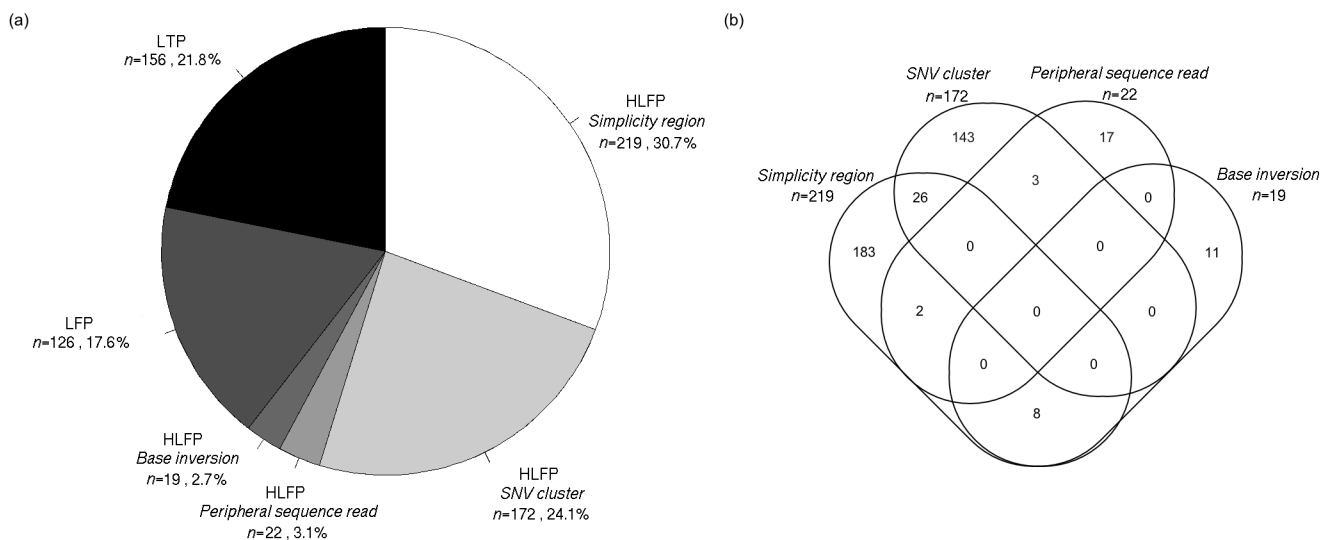 (a)
LTP
n=156 , 21.8%
HLFP
Simplicity region
n=219 , 30.7%
LFP
n=126 , 17.6%
HLFP
Base inversion
n=19 , 2.7%
HLFP
Peripheral sequence read
n=22 , 3.1%
HLFP
SNV cluster
n=172 , 24.1%
(b)
SNV cluster
n=172
Peripheral sequence read
n=22
Simplicity region
n=219
Base inversion
n=19
143
17
3
26
0
183
0
0
11
2
0
0
0
0
8